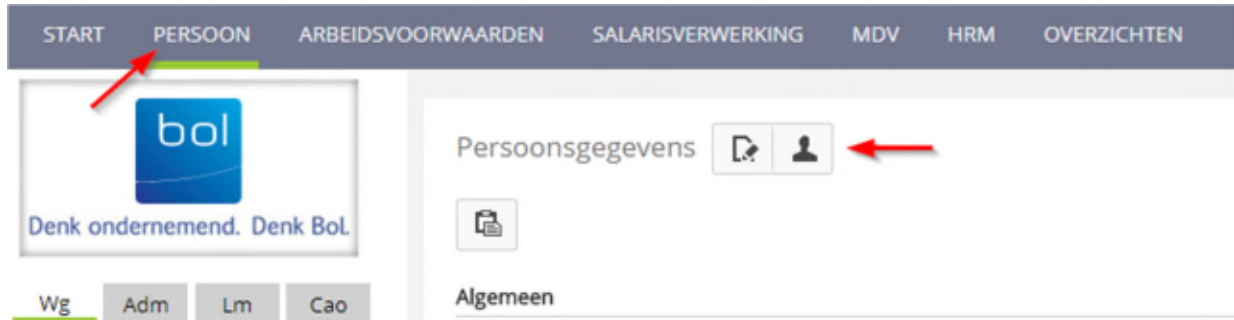 START PERSOON ARBEIDSVOORWAARDEN SALARISVERWERKING MDV HRM OVERZICHTEN
bol
Denk ondernemend. Denk Bol.
Wg Adm Lm Cao
Persoonsgegevens
Algemeen